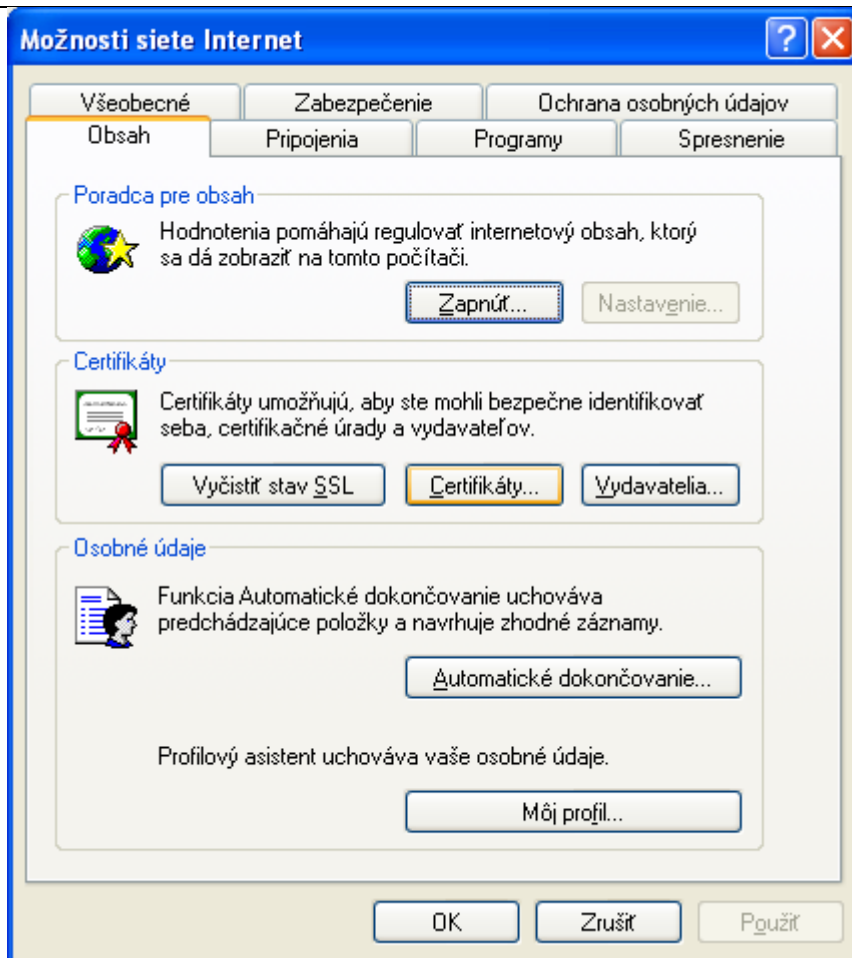 Možnosti siete Internet
Všeobecné Zabezpečenie Ochrana osobných údajov
Obsah Pripojenia Programy Spresnenie
Poradca pre obsah
Hodnotenia pomáhajú regulovať internetový obsah, ktorý
sa dá zobraziť na tomto počítači.
Zapnúť... Nastavenie...
Certifikáty
Certifikáty umožňujú, aby ste mohli bezpečne identifikovať
seba, certifikačné úrady a vydavateľov.
Vyčistiť stav SSL Certifikáty... Vydavatelia...
Osobné údaje
Funkcia Automatické dokončovanie uchováva
predchádzajúce položky a navrhuje zhodné záznamy.
Automatické dokončovanie...
Profilový asistent uchováva vaše osobné údaje.
Môj profil...
OK Zrušiť Použiť